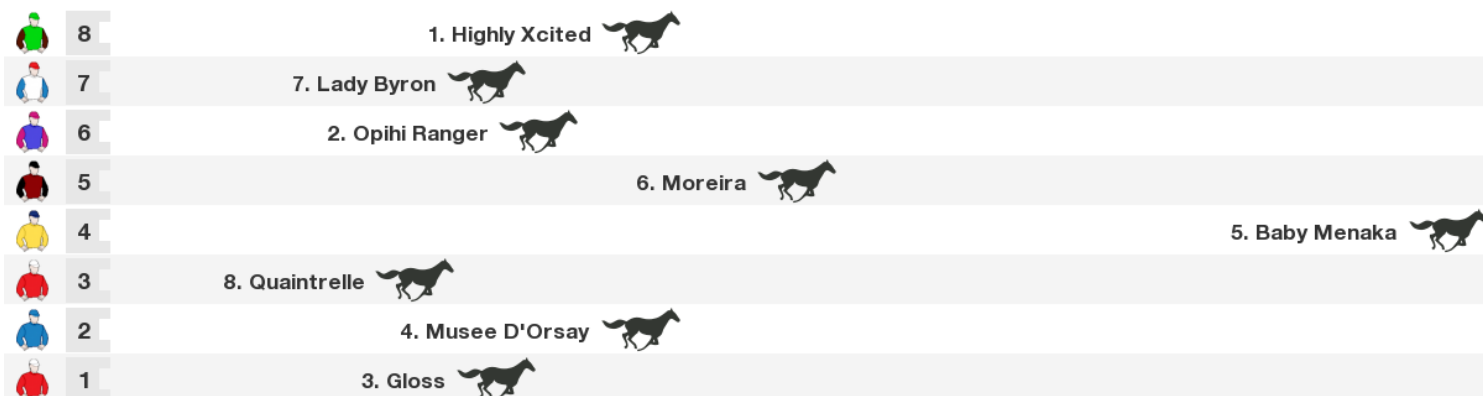 8 1. Highly Xcited
7 7. Lady Byron
6 2. Opihi Ranger
5 6. Moreira
4 5. Baby Menaka
3 8. Quaintrelle
2 4. Musee D'Orsay
1 3. Gloss